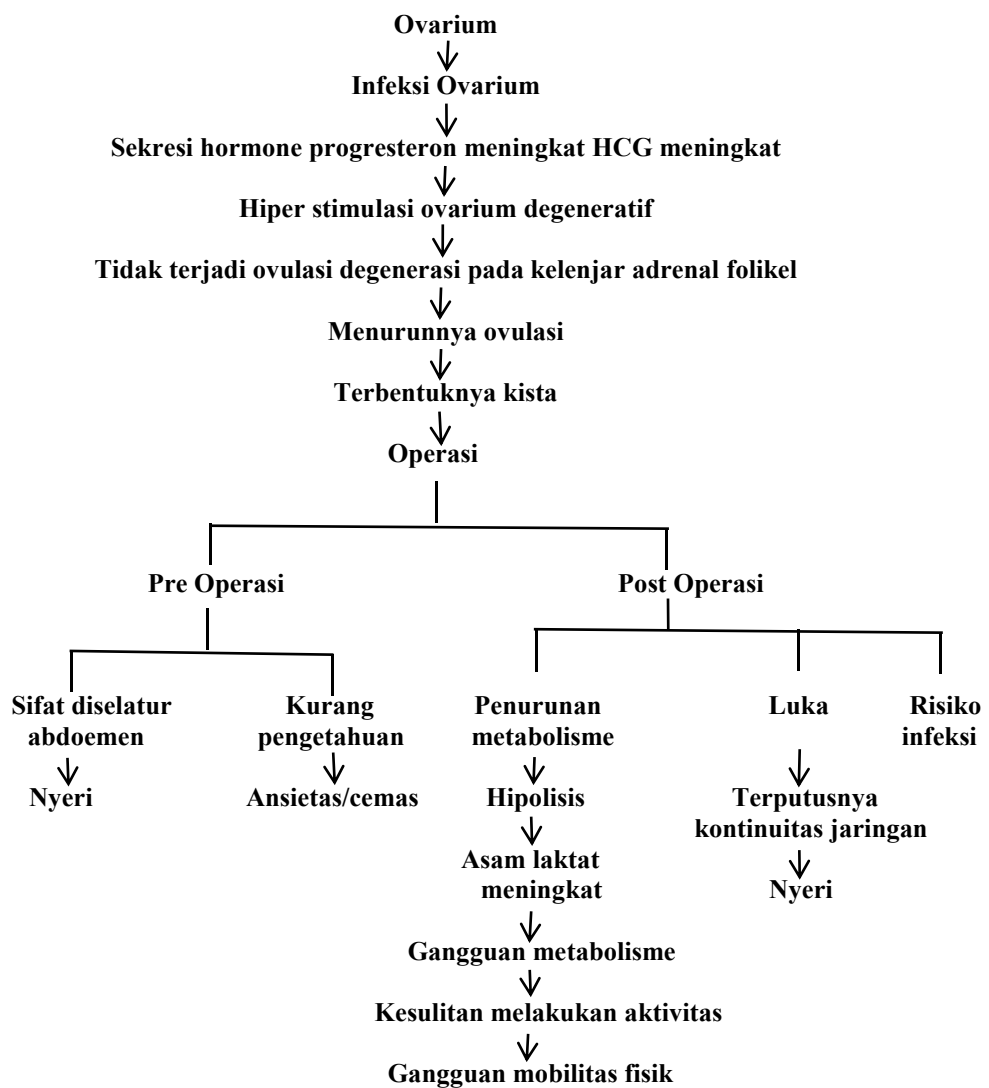 Ovarium
Infeksi Ovarium
Sekresi hormone progresteron meningkat HCG meningkat
Hiper stimulasi ovarium degeneratif
Tidak terjadi ovulasi degenerasi pada kelenjar adrenal folikel
Menurunnya ovulasi
Terbentuknya kista
Operasi
Pre Operasi
Post Operasi
Sifat diselatur
abdoemen
Nyeri
Kurang
pengetahuan
Ansietas/cemas
Penurunan
metabolisme
Hipolisis
Asam laktat
meningkat
Gangguan metabolisme
Kesulitan melakukan aktivitas
Gangguan mobilitas fisik
Luka
Terputusnya
kontinuitas jaringan
Nyeri
Risiko
infeksi